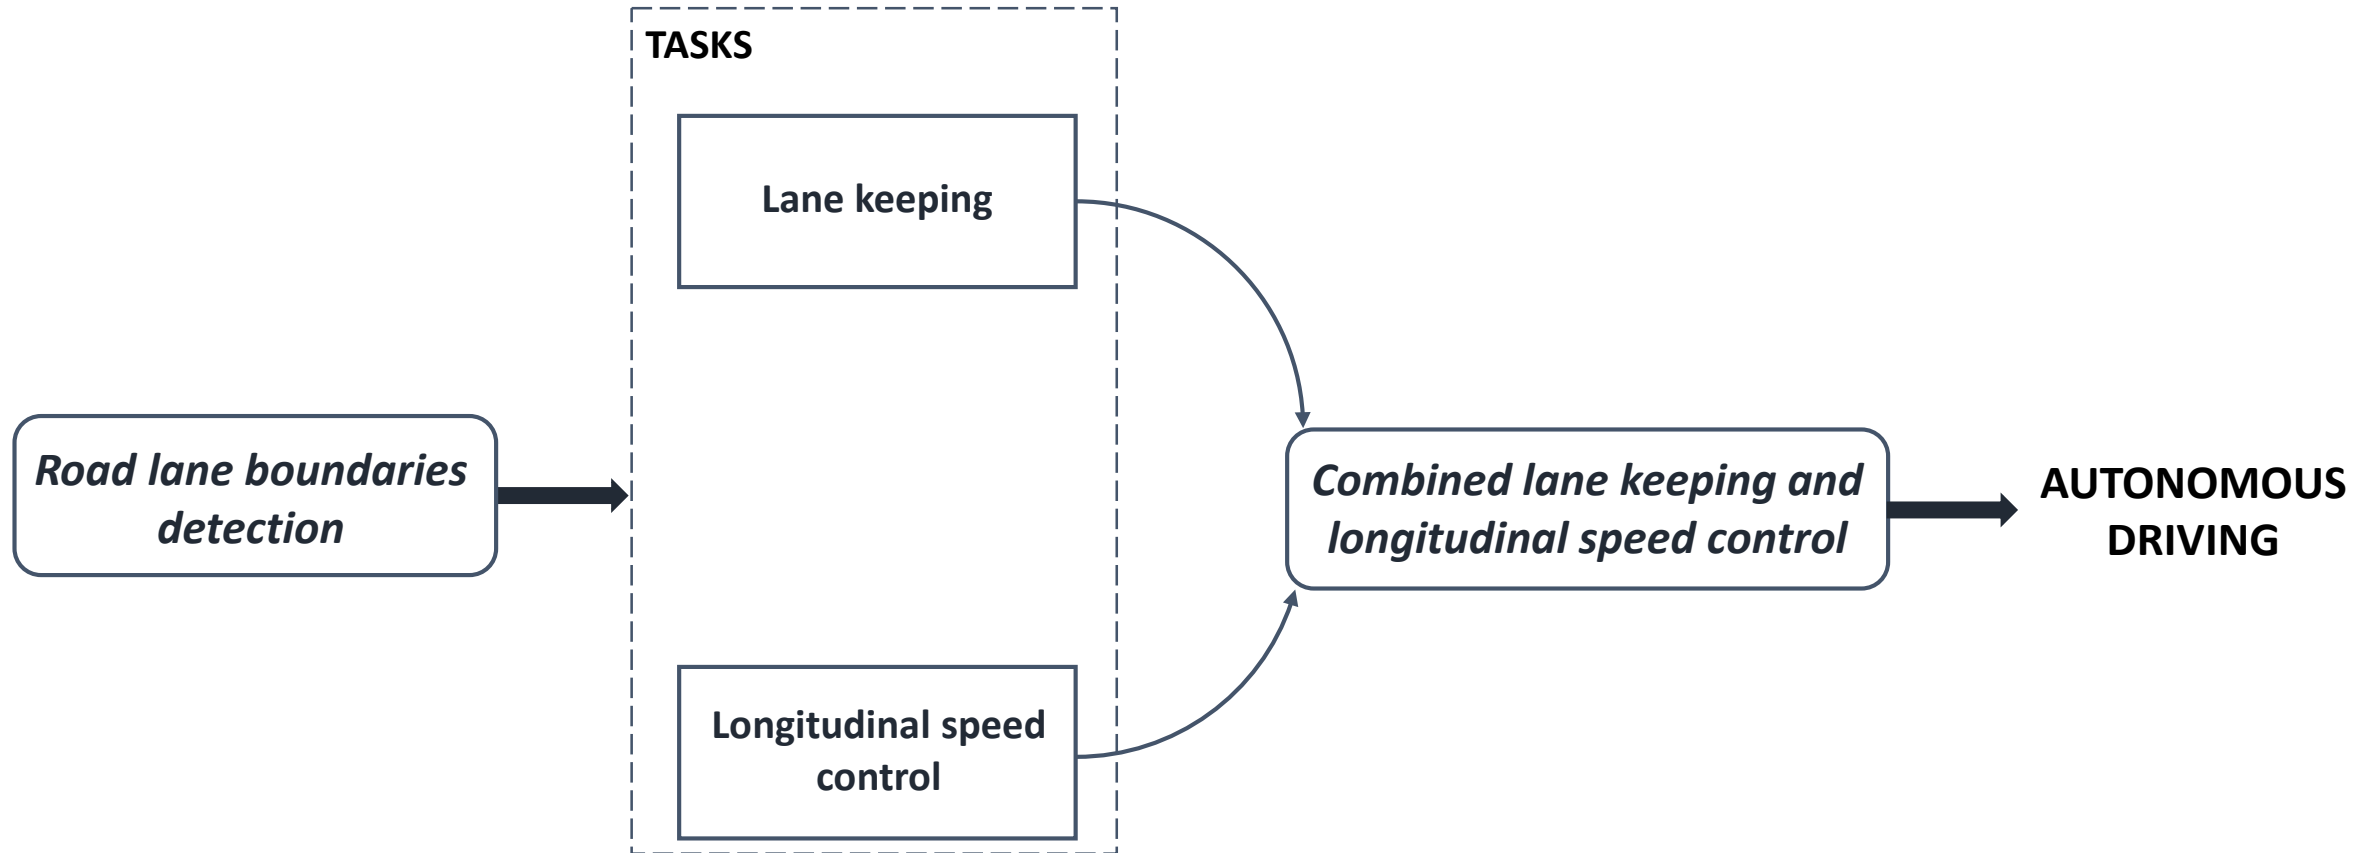 TASKS
Lane keeping
Road lane boundaries
detection
Combined lane keeping and
longitudinal speed control
AUTONOMOUS
DRIVING
Longitudinal speed
control